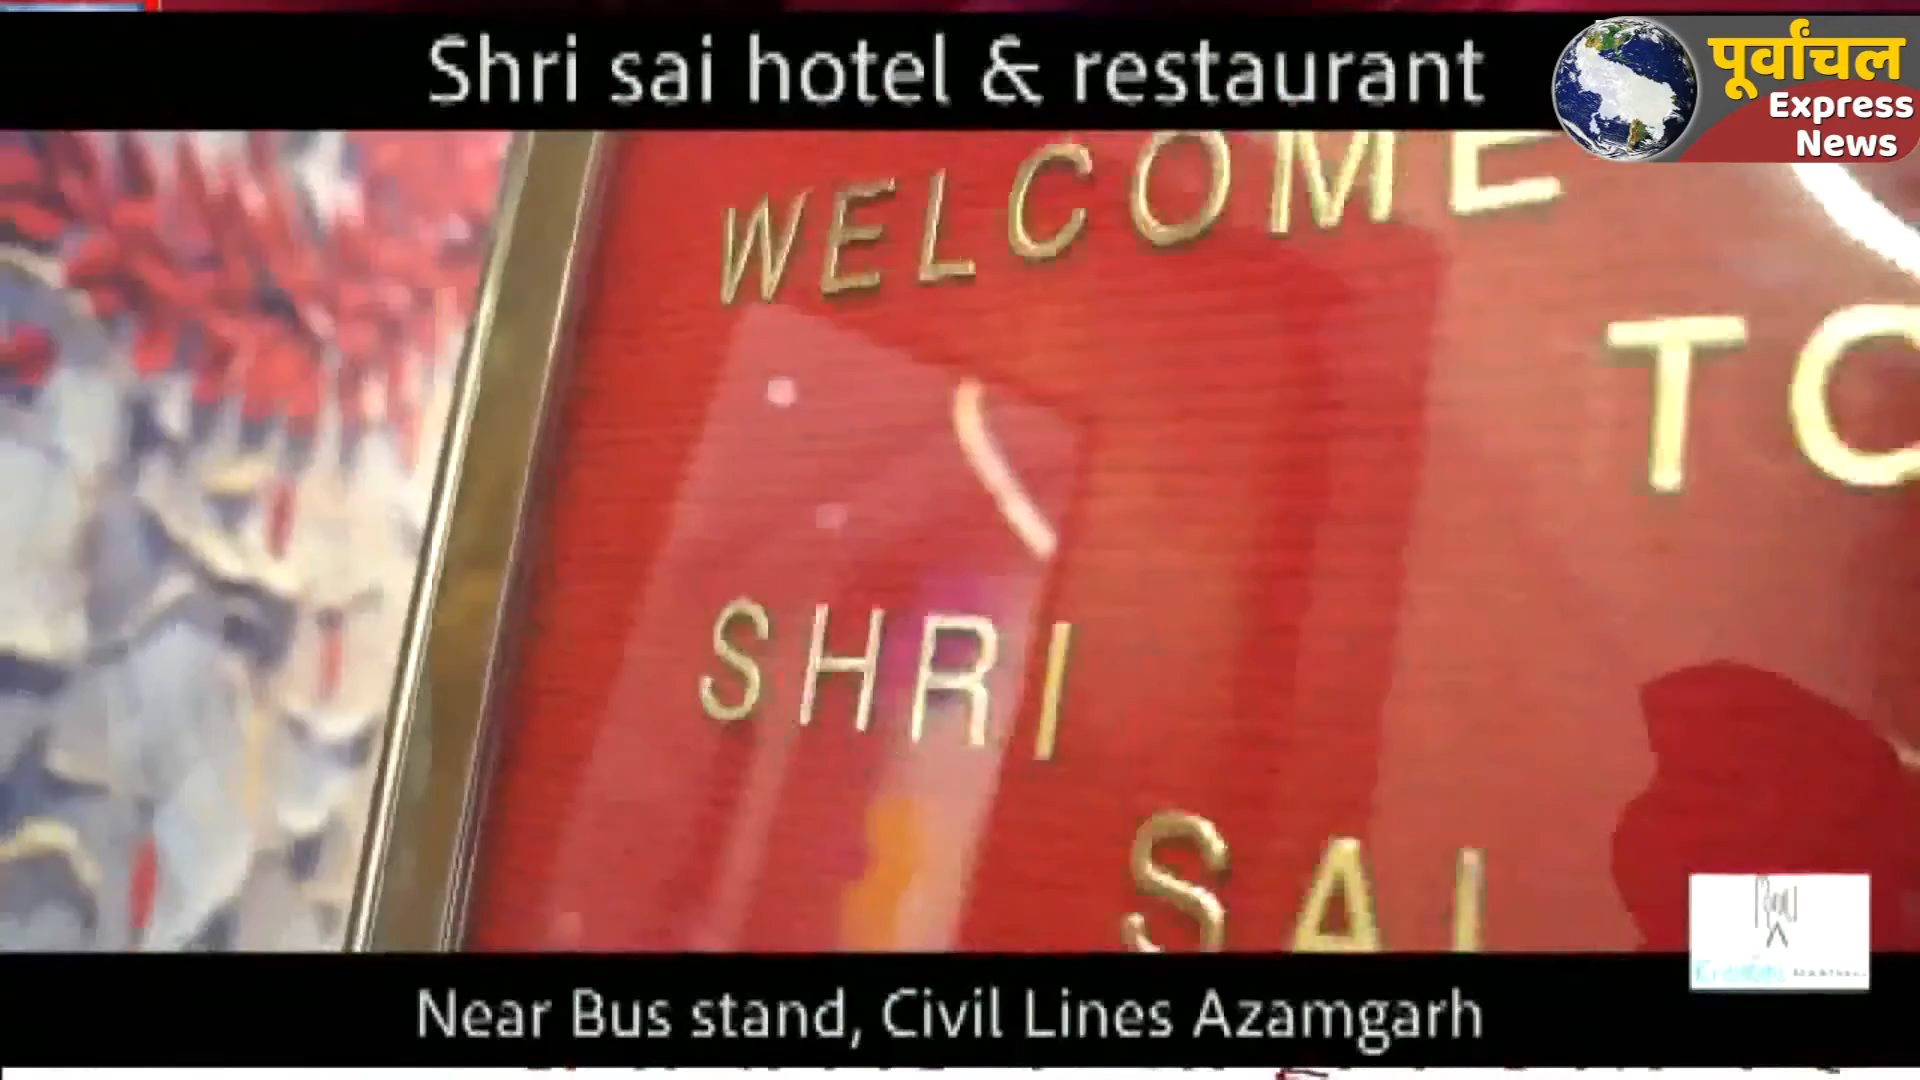 Shri sai hotel & restaurant
पूर्वांचल
Express
News
WELCOME
TO
SHRI
SAI
Near Bus stand, Civil Lines Azamgarh